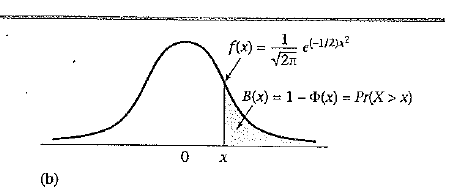 f(x) = 1/√2π e^(-1/2)x²
B(x) = 1 − Φ(x) = Pr(X > x)
0 x
(b)